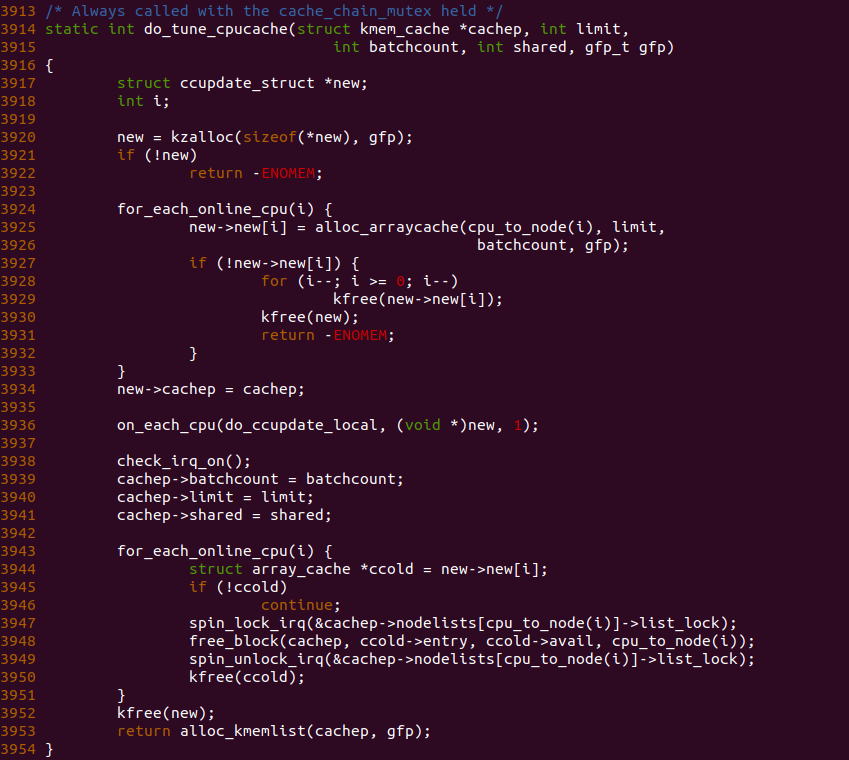 3913 /* Always called with the cache_chain_mutex held */
3914 static int do_tune_cpucache(struct kmem_cache *cachep, int limit,
3915                                 int batchcount, int shared, gfp_t gfp)
3916 {
3917         struct ccupdate_struct *new;
3918         int i;
3919
3920         new = kzalloc(sizeof(*new), gfp);
3921         if (!new)
3922                 return -ENOMEM;
3923
3924         for_each_online_cpu(i) {
3925                 new->new[i] = alloc_arraycache(cpu_to_node(i), limit,
3926                                                 batchcount, gfp);
3927                 if (!new->new[i]) {
3928                         for (i--; i >= 0; i--)
3929                                 kfree(new->new[i]);
3930                         kfree(new);
3931                         return -ENOMEM;
3932                 }
3933         }
3934         new->cachep = cachep;
3935
3936         on_each_cpu(do_ccupdate_local, (void *)new, 1);
3937
3938         check_irq_on();
3939         cachep->batchcount = batchcount;
3940         cachep->limit = limit;
3941         cachep->shared = shared;
3942
3943         for_each_online_cpu(i) {
3944                 struct array_cache *ccold = new->new[i];
3945                 if (!ccold)
3946                         continue;
3947                 spin_lock_irq(&cachep->nodelists[cpu_to_node(i)]->list_lock);
3948                 free_block(cachep, ccold->entry, ccold->avail, cpu_to_node(i));
3949                 spin_unlock_irq(&cachep->nodelists[cpu_to_node(i)]->list_lock);
3950                 kfree(ccold);
3951         }
3952         kfree(new);
3953         return alloc_kmemlist(cachep, gfp);
3954 }